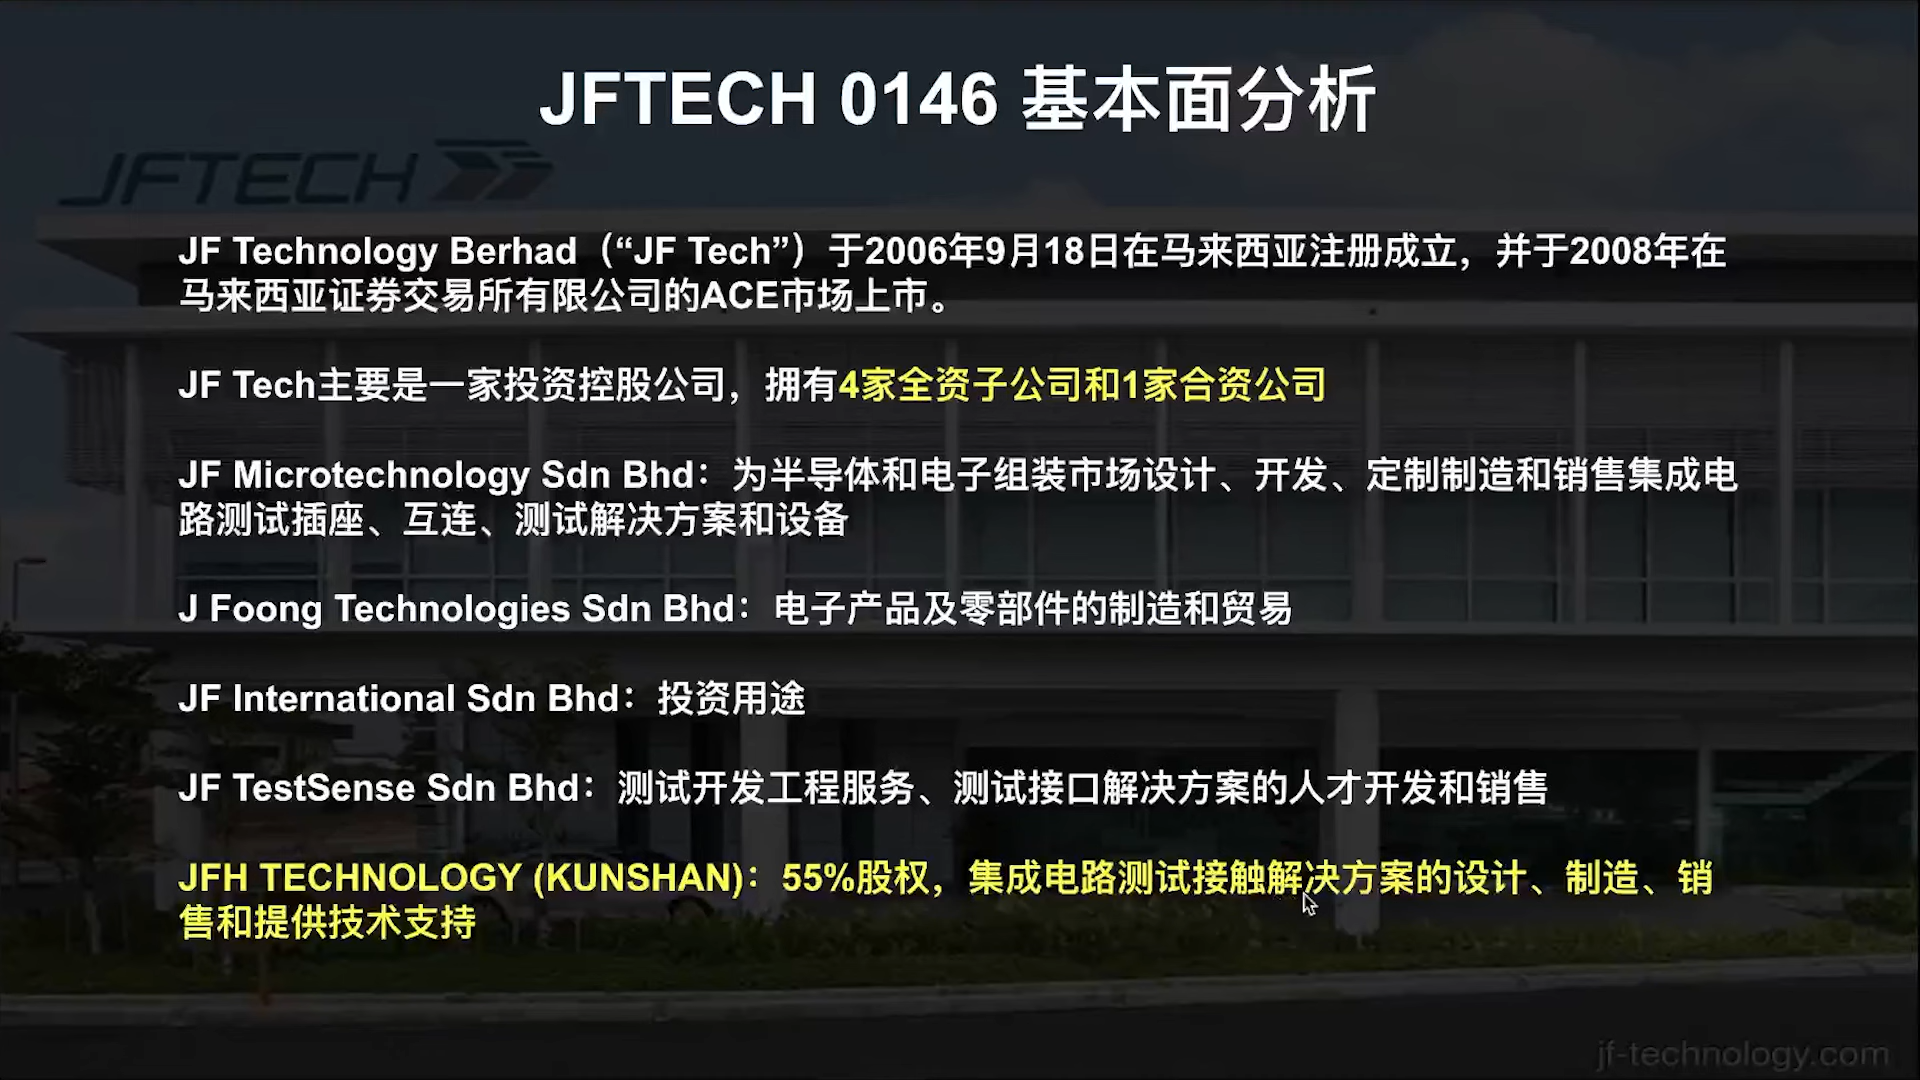 JFTECH 0146 基本面分析
JFTECH
JF Technology Berhad（“JF Tech”）于2006年9月18日在马来西亚注册成立，并于2008年在
马来西亚证券交易所有限公司的ACE市场上市。
JF Tech主要是一家投资控股公司，拥有4家全资子公司和1家合资公司
JF Microtechnology Sdn Bhd：为半导体和电子组装市场设计、开发、定制制造和销售集成电
路测试插座、互连、测试解决方案和设备
J Foong Technologies Sdn Bhd：电子产品及零部件的制造和贸易
JF International Sdn Bhd：投资用途
JF TestSense Sdn Bhd：测试开发工程服务、测试接口解决方案的人才开发和销售
JFH TECHNOLOGY (KUNSHAN)：55%股权，集成电路测试接触解决方案的设计、制造、销
售和提供技术支持
jf-technology.com